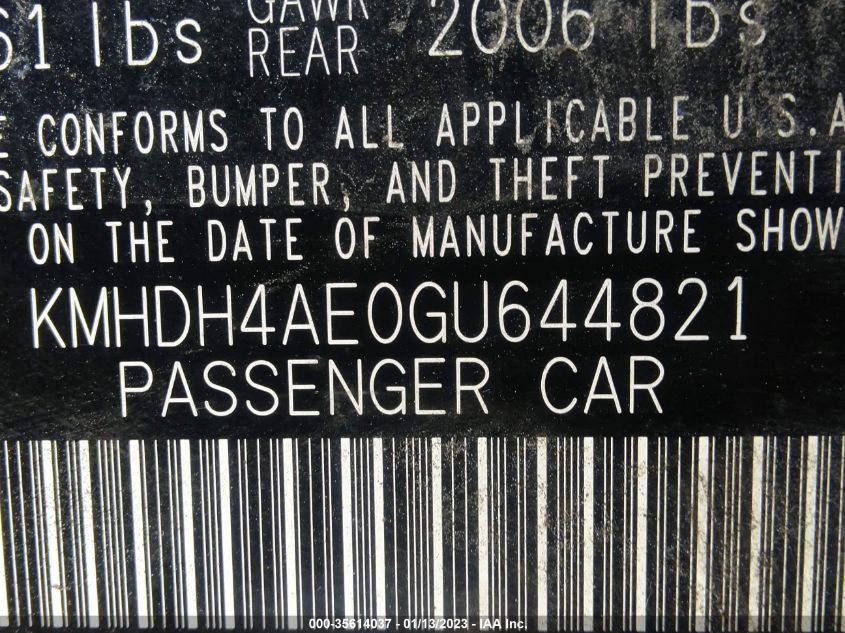 61 lbs GAWR REAR 2006 lbs
E CONFORMS TO ALL APPLICABLE U.S.A
SAFETY, BUMPER, AND THEFT PREVENTI
ON THE DATE OF MANUFACTURE SHOW
KMHDH4AE0GU644821
PASSENGER CAR
000-35614037 - 01/13/2023 - IAA Inc.